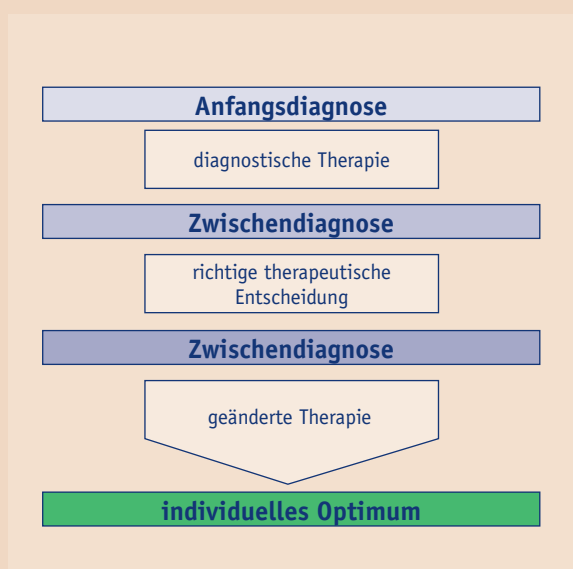 Anfangsdiagnose
diagnostische Therapie
Zwischendiagnose
richtige therapeutische
Entscheidung
Zwischendiagnose
geänderte Therapie
individuelles Optimum